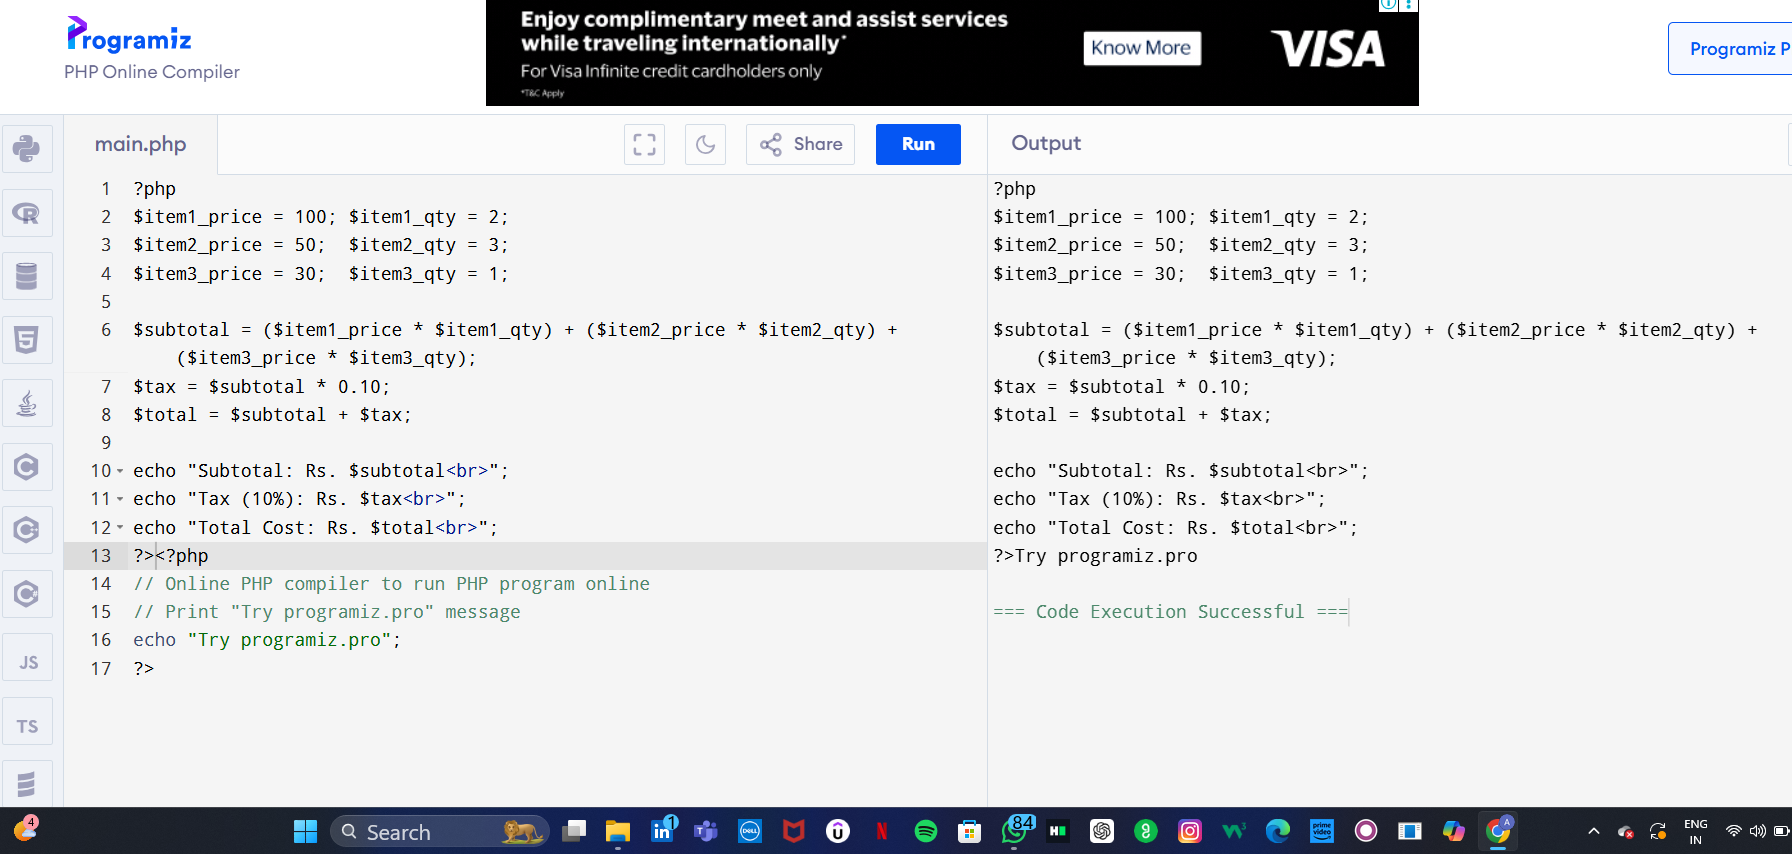 Programiz
PHP Online Compiler
Enjoy complimentary meet and assist services
while traveling internationally*
For Visa Infinite credit cardholders only
*T&C Apply
Know More
VISA
Programiz P
main.php
Share
Run
Output
1 ?php
2 $item1_price = 100; $item1_qty = 2;
3 $item2_price = 50;  $item2_qty = 3;
4 $item3_price = 30;  $item3_qty = 1;
5
6 $subtotal = ($item1_price * $item1_qty) + ($item2_price * $item2_qty) +
($item3_price * $item3_qty);
7 $tax = $subtotal * 0.10;
8 $total = $subtotal + $tax;
9
10 echo "Subtotal: Rs. $subtotal<br>";
11 echo "Tax (10%): Rs. $tax<br>";
12 echo "Total Cost: Rs. $total<br>";
13 ?><?php
14 // Online PHP compiler to run PHP program online
15 // Print "Try programiz.pro" message
16 echo "Try programiz.pro";
17 ?>
?php
$item1_price = 100; $item1_qty = 2;
$item2_price = 50;  $item2_qty = 3;
$item3_price = 30;  $item3_qty = 1;
$subtotal = ($item1_price * $item1_qty) + ($item2_price * $item2_qty) +
($item3_price * $item3_qty);
$tax = $subtotal * 0.10;
$total = $subtotal + $tax;
echo "Subtotal: Rs. $subtotal<br>";
echo "Tax (10%): Rs. $tax<br>";
echo "Total Cost: Rs. $total<br>";
?>Try programiz.pro
=== Code Execution Successful ===
R
5
C
C
C
JS
TS
4
Search
in
1
T
DELL
N
84
H
prime video
A
ENG
IN